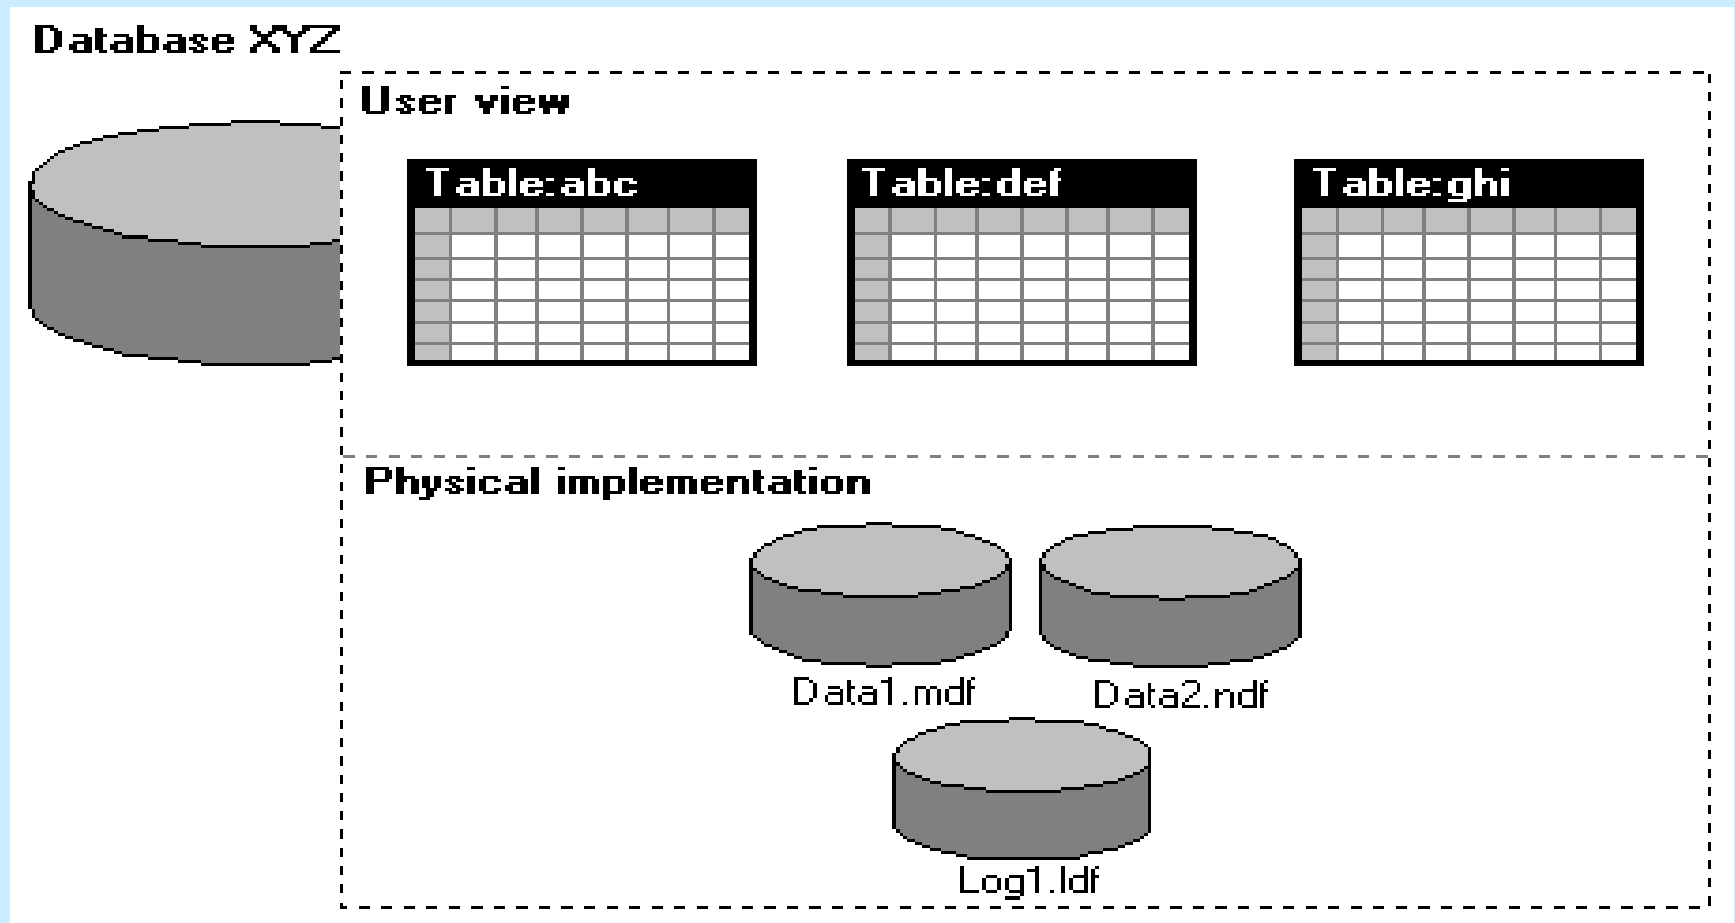 Database XYZ
User view
Table:abc
Table:def
Table:ghi
Physical implementation
Data1.mdf
Data2.ndf
Log1.ldf